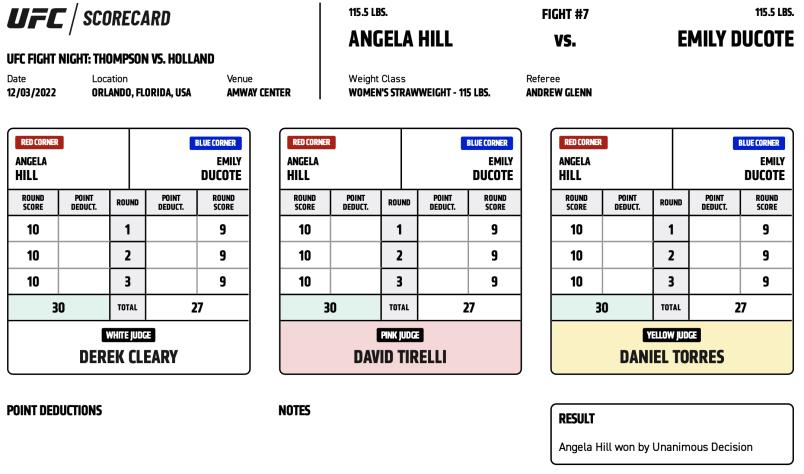 UFC SCORECARD
UFC FIGHT NIGHT: THOMPSON VS. HOLLAND
Date Location Venue
12/03/2022 ORLANDO, FLORIDA, USA AMWAY CENTER
115.5 LBS. FIGHT #7 115.5 LBS.
ANGELA HILL VS. EMILY DUCOTE
Weight Class Referee
WOMEN'S STRAWWEIGHT - 115 LBS. ANDREW GLENN
RED CORNER BLUE CORNER
ANGELA EMILY
HILL DUCOTE
ROUND POINT ROUND POINT ROUND
SCORE DEDUCT. DEDUCT. SCORE
10 1 9
10 2 9
10 3 9
30 TOTAL 27
WHITE JUDGE
DEREK CLEARY
RED CORNER BLUE CORNER
ANGELA EMILY
HILL DUCOTE
ROUND POINT ROUND POINT ROUND
SCORE DEDUCT. DEDUCT. SCORE
10 1 9
10 2 9
10 3 9
30 TOTAL 27
PINK JUDGE
DAVID TIRELLI
RED CORNER BLUE CORNER
ANGELA EMILY
HILL DUCOTE
ROUND POINT ROUND POINT ROUND
SCORE DEDUCT. DEDUCT. SCORE
10 1 9
10 2 9
10 3 9
30 TOTAL 27
YELLOW JUDGE
DANIEL TORRES
POINT DEDUCTIONS
NOTES
RESULT
Angela Hill won by Unanimous Decision